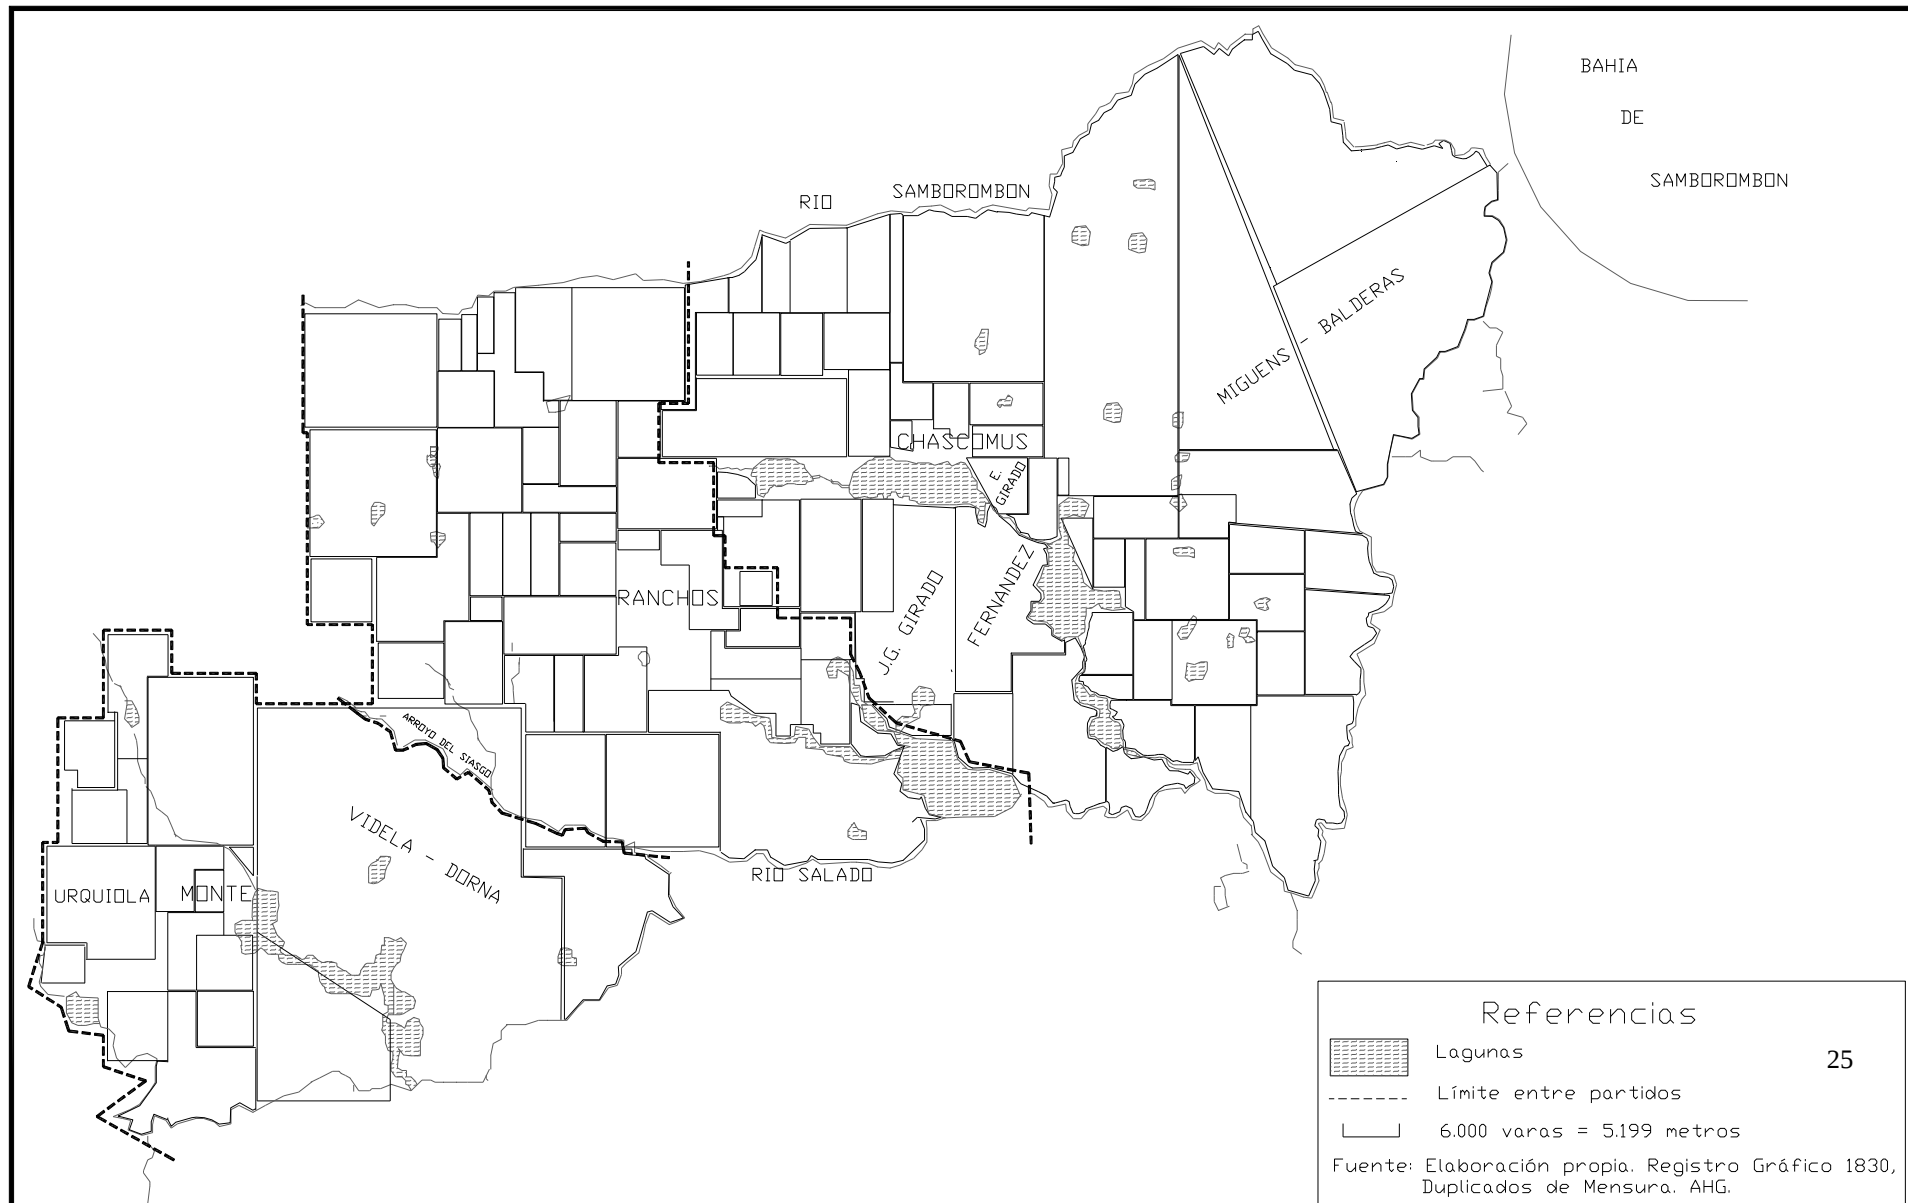 BAHIA
DE
SAMBOROMBON
RIO SAMBOROMBON
MIGUENS - BALDERAS
CHASCOMUS
E.
GIRADO
RANCHOS
J.G. GIRADO
FERNANDEZ
ARROYO DEL SIASGO
VIDELA - DORNA
RIO SALADO
URQUIOLA
MONTE
Referencias
Lagunas
25
Límite entre partidos
6.000 varas = 5.199 metros
Fuente: Elaboración propia. Registro Gráfico 1830,
Duplicados de Mensura. AHG.